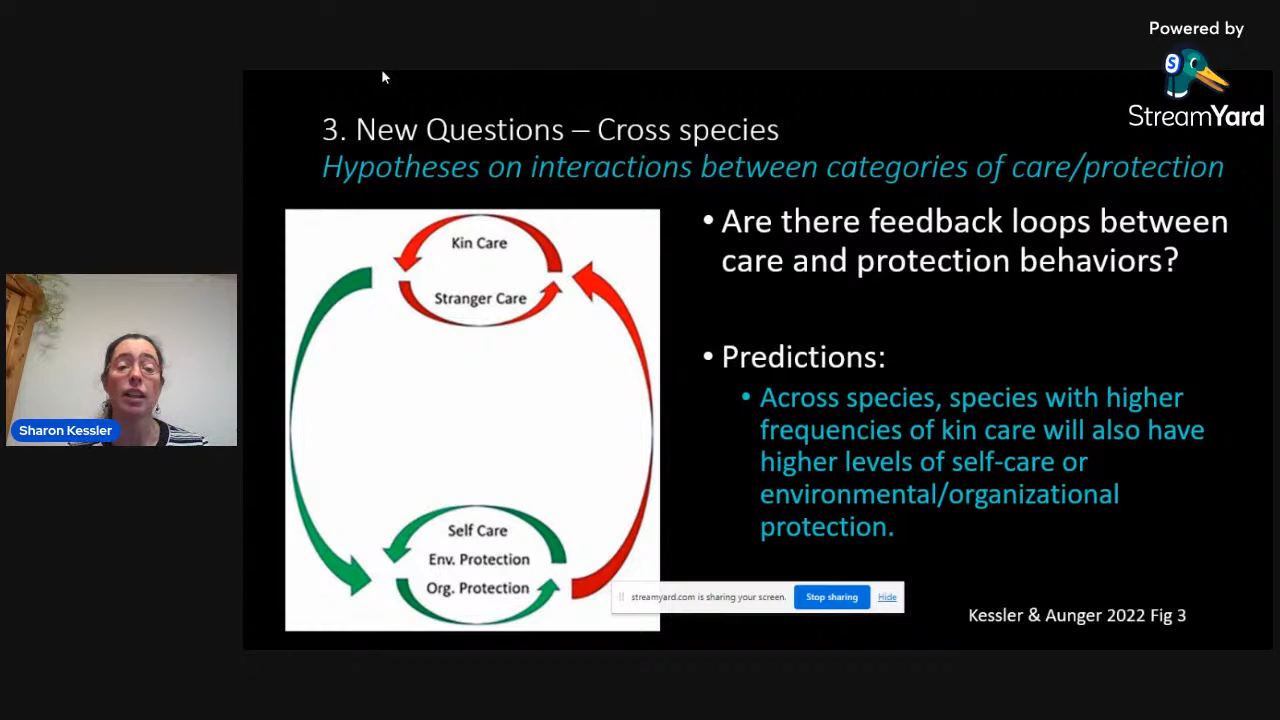 Powered by
StreamYard
3. New Questions – Cross species
Hypotheses on interactions between categories of care/protection
Kin Care
Stranger Care
Self Care
Env. Protection
Org. Protection
• Are there feedback loops between
care and protection behaviors?
• Predictions:
• Across species, species with higher
frequencies of kin care will also have
higher levels of self-care or
environmental/organizational
protection.
streamyard.com is sharing your screen.
Stop sharing
Hide
Kessler & Aunger 2022 Fig 3
Sharon Kessler